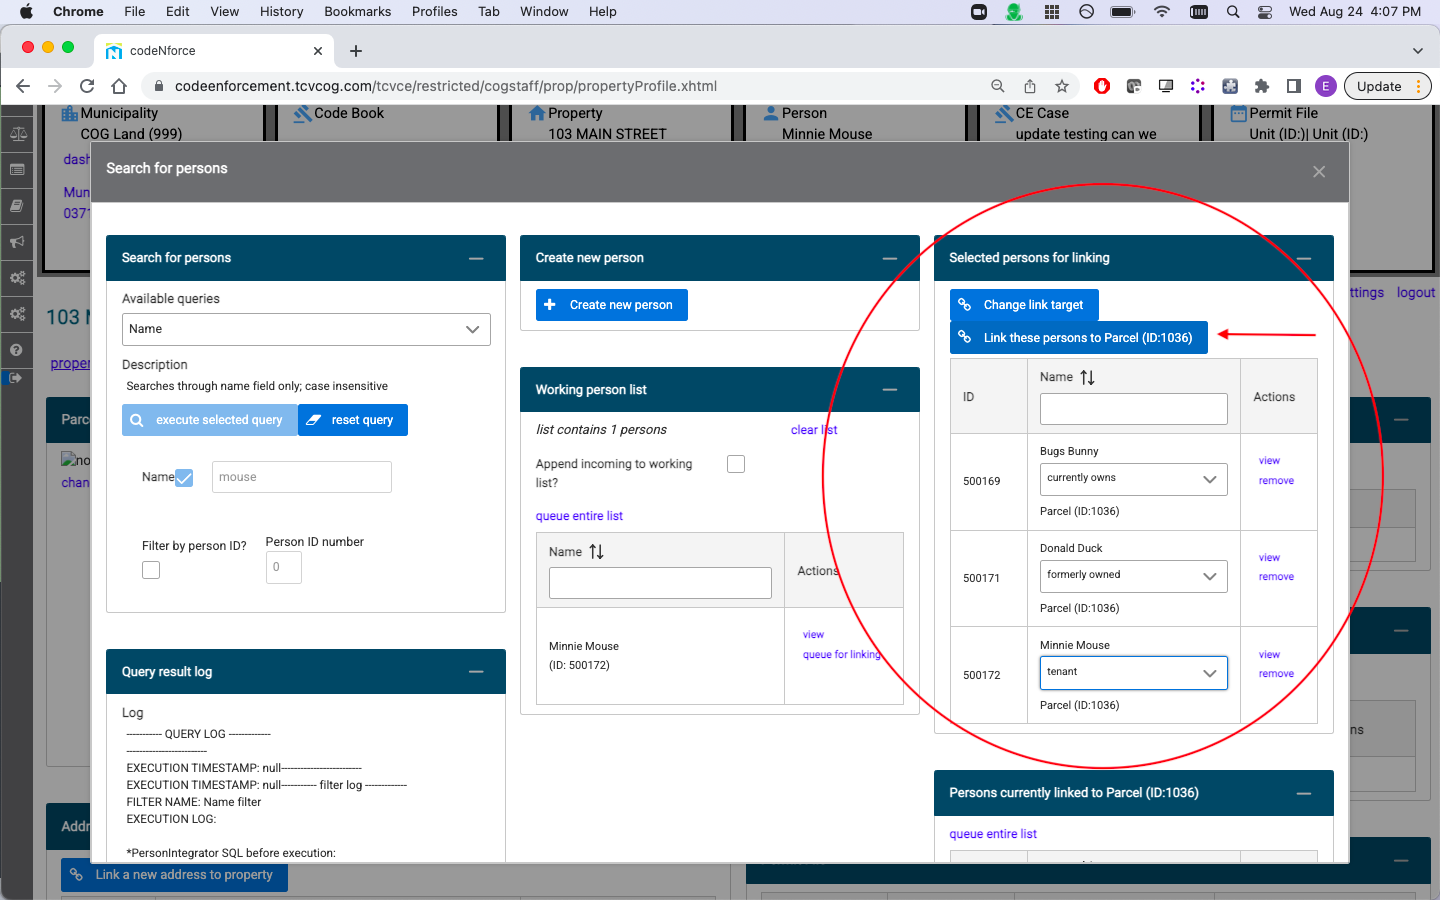 Chrome File Edit View History Bookmarks Profiles Tab Window Help Wed Aug 24 4:07 PM
codeNforce
codeenforcement.tcvcog.com/tcvce/restricted/cogstaff/prop/propertyProfile.xhtml
E
Update
Municipality
COG Land (999)
Code Book
Property
103 MAIN STREET
Person
Minnie Mouse
CE Case
update testing can we
Permit File
Unit (ID:)| Unit (ID:)
dash
Mun
037
ttings logout
103
proper
Parc
no
chan
Addr
Link a new address to property
ns
Search for persons
Search for persons
Available queries
Name
Description
Searches through name field only; case insensitive
execute selected query
reset query
Name
mouse
Filter by person ID?
Person ID number
0
Query result log
Log
----------- QUERY LOG -------------
-------------------------
EXECUTION TIMESTAMP: null-------------------------
EXECUTION TIMESTAMP: null----------- filter log -------------
FILTER NAME: Name filter
EXECUTION LOG:
*PersonIntegrator SQL before execution:
Create new person
Create new person
Working person list
list contains 1 persons
clear list
Append incoming to working
list?
queue entire list
Name
Actions
Minnie Mouse
(ID: 500172)
view
queue for linking
Selected persons for linking
Change link target
Link these persons to Parcel (ID:1036)
ID
Name
Actions
500169
Bugs Bunny
currently owns
Parcel (ID:1036)
view
remove
500171
Donald Duck
formerly owned
Parcel (ID:1036)
view
remove
500172
Minnie Mouse
tenant
Parcel (ID:1036)
view
remove
Persons currently linked to Parcel (ID:1036)
queue entire list